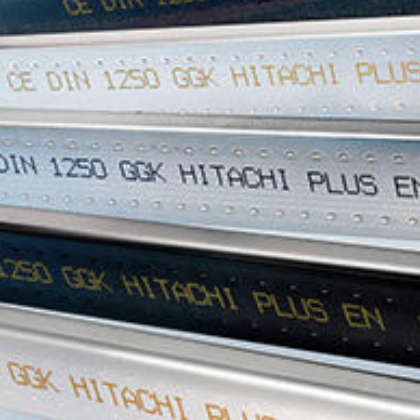 CE DIN 1250
CE DIN 1250 GGK HITACHI PLUS
DIN 1250 GGK HITACHI PLUS EN
1250 GGK HITACHI PLUS EN
GGK HITACHI PLUS